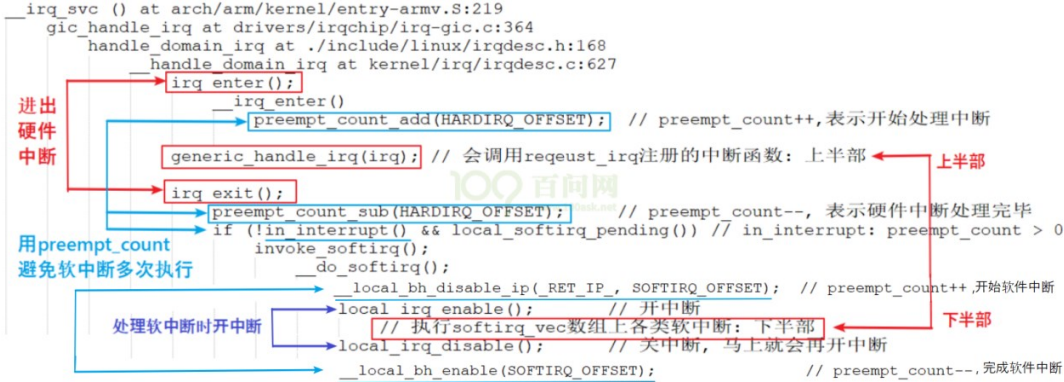 __irq_svc () at arch/arm/kernel/entry-armv.S:219
gic_handle_irq at drivers/irqchip/irq-gic.c:364
handle_domain_irq at ./include/linux/irqdesc.h:168
__handle_domain_irq at kernel/irq/irqdesc.c:627
irq_enter();
__irq_enter()
进出
硬件
中断
preempt_count_add(HARDIRQ_OFFSET); // preempt_count++,表示开始处理中断
generic_handle_irq(irq); // 会调用reqeust_irq注册的中断函数: 上半部
上半部
百问网
irq_exit();
preempt_count_sub(HARDIRQ_OFFSET); // preempt_count--, 表示硬件中断处理完毕
if (!in_interrupt() && local_softirq_pending()) // in_interrupt: preempt_count > 0
用preempt_count
避免软中断多次执行
invoke_softirq();
__do_softirq();
__local_bh_disable_ip(_RET_IP_, SOFTIRQ_OFFSET); // preempt_count++,开始软件中断
处理软中断时开中断
local_irq_enable(); // 开中断
// 执行softirq_vec数组上各类软中断: 下半部
下半部
local_irq_disable(); // 关中断, 马上就会再开中断
__local_bh_enable(SOFTIRQ_OFFSET); // preempt_count--,完成软件中断